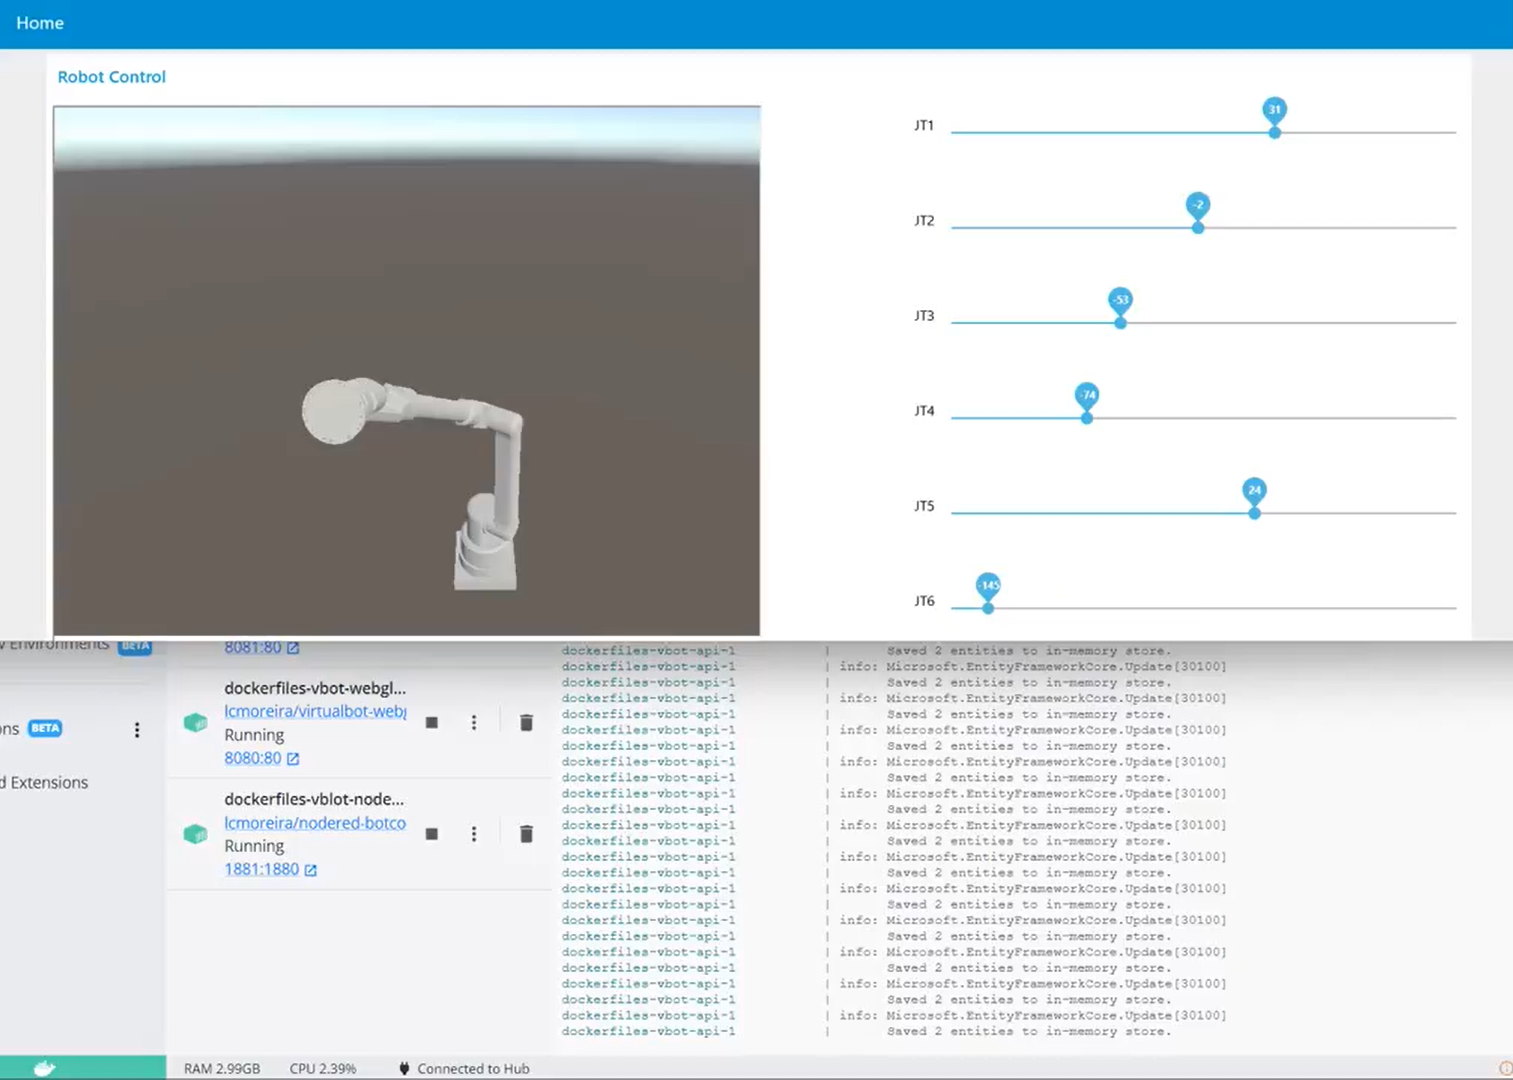 Home
Robot Control
JT1
31
JT2
-2
JT3
-53
JT4
-74
JT5
24
JT6
-145
Environments BETA
8081:80
dockerfiles-vbot-webgl...
lcmoreira/virtualbot-webg
Running
8080:80
ons BETA
d Extensions
dockerfiles-vblot-node...
lcmoreira/nodered-botco
Running
1881:1880
dockerfiles-vbot-api-1 | Saved 2 entities to in-memory store.
dockerfiles-vbot-api-1 | info: Microsoft.EntityFrameworkCore.Update[30100]
dockerfiles-vbot-api-1 | Saved 2 entities to in-memory store.
dockerfiles-vbot-api-1 | info: Microsoft.EntityFrameworkCore.Update[30100]
dockerfiles-vbot-api-1 | Saved 2 entities to in-memory store.
dockerfiles-vbot-api-1 | info: Microsoft.EntityFrameworkCore.Update[30100]
dockerfiles-vbot-api-1 | Saved 2 entities to in-memory store.
dockerfiles-vbot-api-1 | info: Microsoft.EntityFrameworkCore.Update[30100]
dockerfiles-vbot-api-1 | Saved 2 entities to in-memory store.
dockerfiles-vbot-api-1 | info: Microsoft.EntityFrameworkCore.Update[30100]
dockerfiles-vbot-api-1 | Saved 2 entities to in-memory store.
dockerfiles-vbot-api-1 | info: Microsoft.EntityFrameworkCore.Update[30100]
dockerfiles-vbot-api-1 | Saved 2 entities to in-memory store.
dockerfiles-vbot-api-1 | info: Microsoft.EntityFrameworkCore.Update[30100]
dockerfiles-vbot-api-1 | Saved 2 entities to in-memory store.
dockerfiles-vbot-api-1 | info: Microsoft.EntityFrameworkCore.Update[30100]
dockerfiles-vbot-api-1 | Saved 2 entities to in-memory store.
dockerfiles-vbot-api-1 | info: Microsoft.EntityFrameworkCore.Update[30100]
dockerfiles-vbot-api-1 | Saved 2 entities to in-memory store.
dockerfiles-vbot-api-1 | info: Microsoft.EntityFrameworkCore.Update[30100]
dockerfiles-vbot-api-1 | Saved 2 entities to in-memory store.
dockerfiles-vbot-api-1 | info: Microsoft.EntityFrameworkCore.Update[30100]
dockerfiles-vbot-api-1 | Saved 2 entities to in-memory store.
dockerfiles-vbot-api-1 | info: Microsoft.EntityFrameworkCore.Update[30100]
dockerfiles-vbot-api-1 | Saved 2 entities to in-memory store.
RAM 2.99GB CPU 2.39% Connected to Hub